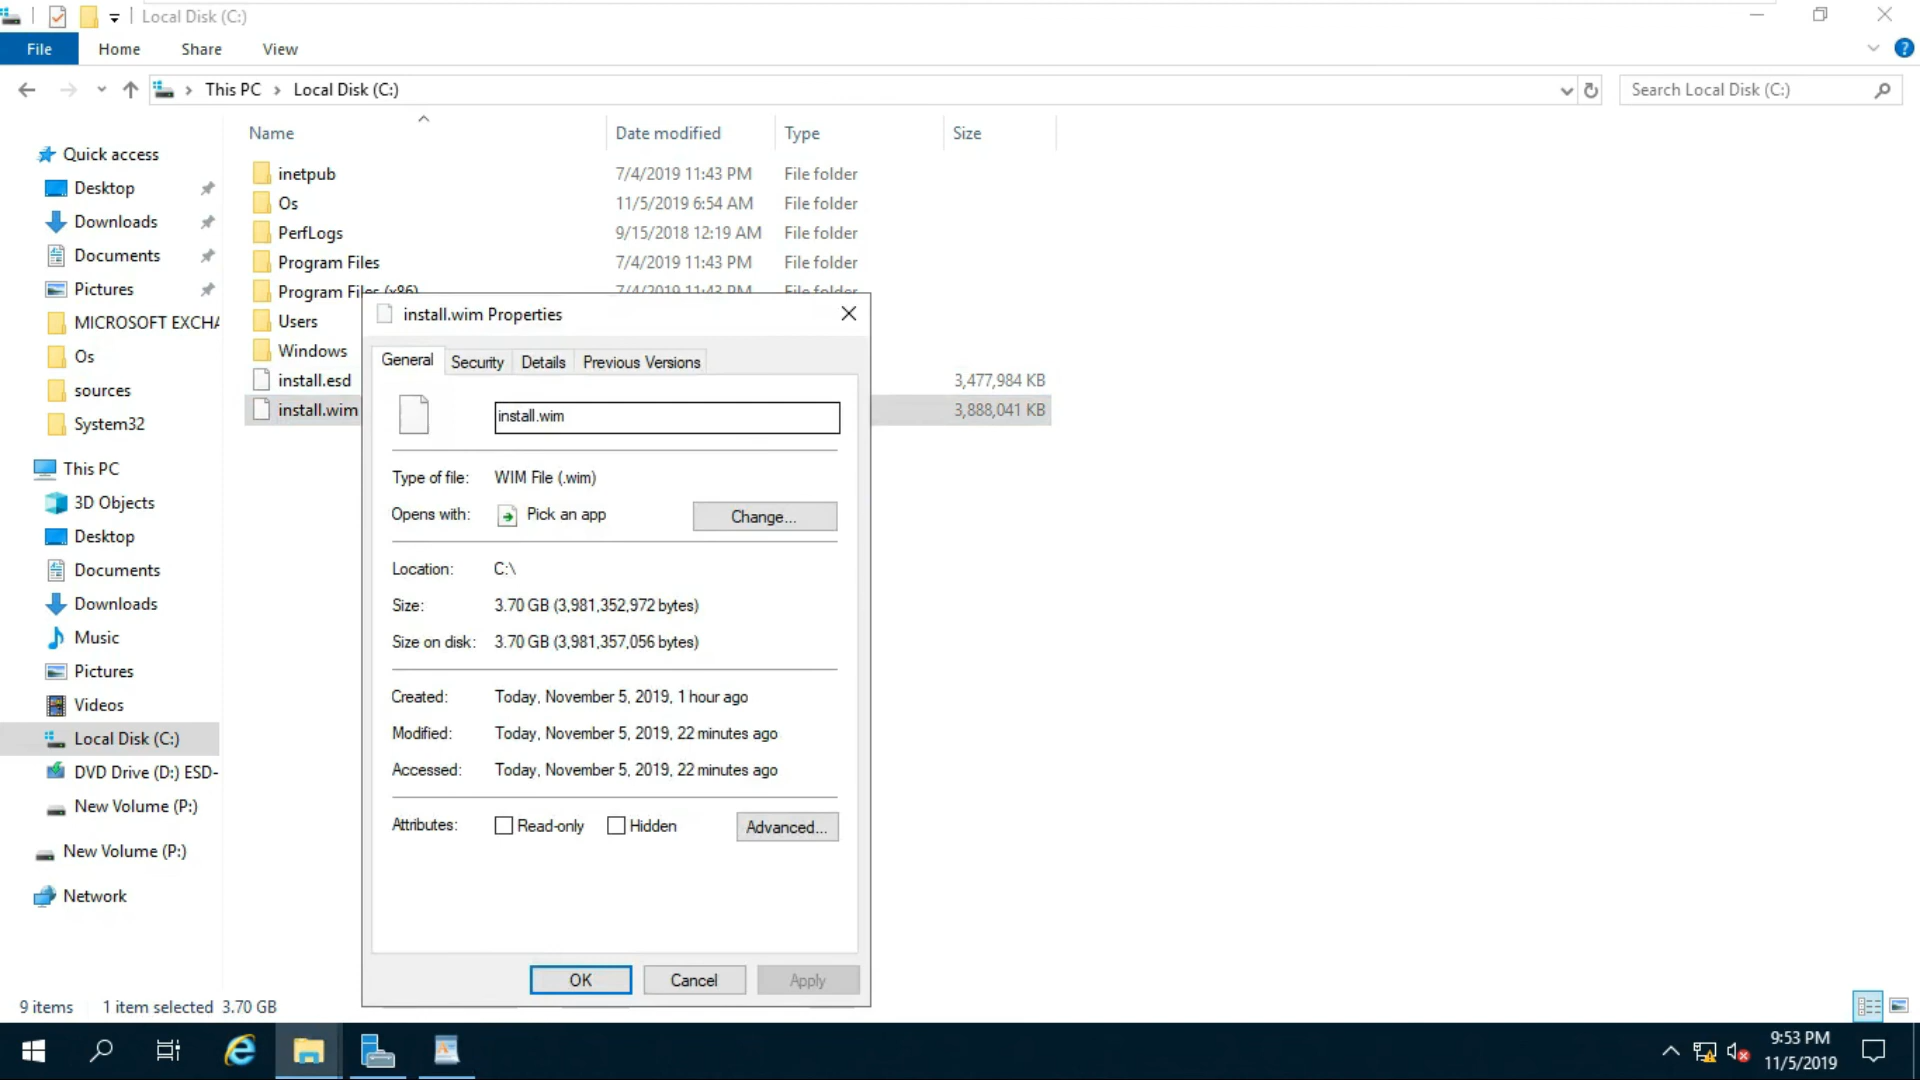 Local Disk (C:)
File Home Share View
This PC Local Disk (C:)
Search Local Disk (C:)
Name Date modified Type Size
Quick access
Desktop
Downloads
Documents
Pictures
MICROSOFT EXCHA
Os
sources
System32
This PC
3D Objects
Desktop
Documents
Downloads
Music
Pictures
Videos
Local Disk (C:)
DVD Drive (D:) ESD-
New Volume (P:)
New Volume (P:)
Network
inetpub 7/4/2019 11:43 PM File folder
Os 11/5/2019 6:54 AM File folder
PerfLogs 9/15/2018 12:19 AM File folder
Program Files 7/4/2019 11:43 PM File folder
Program Files (x86) 7/4/2019 11:43 PM File folder
Users
Windows
install.esd 3,477,984 KB
install.wim 3,888,041 KB
install.wim Properties
General Security Details Previous Versions
install.wim
Type of file: WIM File (.wim)
Opens with: Pick an app Change...
Location: C:\
Size: 3.70 GB (3,981,352,972 bytes)
Size on disk: 3.70 GB (3,981,357,056 bytes)
Created: Today, November 5, 2019, 1 hour ago
Modified: Today, November 5, 2019, 22 minutes ago
Accessed: Today, November 5, 2019, 22 minutes ago
Attributes: Read-only Hidden Advanced...
OK Cancel Apply
9 items 1 item selected 3.70 GB
9:53 PM
11/5/2019